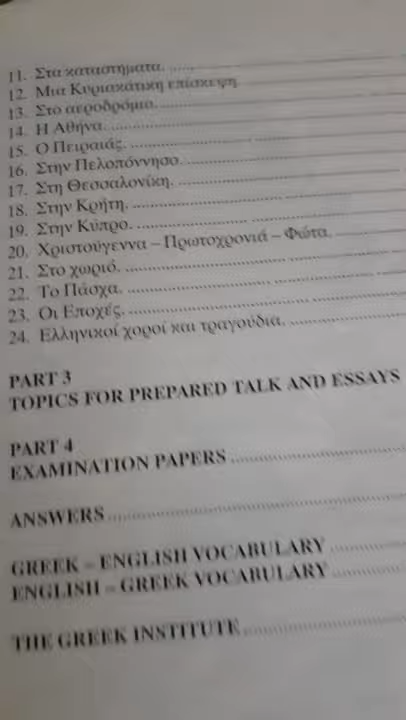 11. Στα καταστήματα.
12. Μια Κυριακάτικη επίσκεψη.
13. Στο αεροδρόμιο.
14. Η Αθήνα.
15. Ο Πειραιάς.
16. Στην Πελοπόννησο.
17. Στη Θεσσαλονίκη.
18. Στην Κρήτη.
19. Στην Κύπρο.
20. Χριστούγεννα – Πρωτοχρονιά – Φώτα.
21. Στο χωριό.
22. Το Πάσχα.
23. Οι Εποχές.
24. Ελληνικοί χοροί και τραγούδια.
PART 3
TOPICS FOR PREPARED TALK AND ESSAYS
PART 4
EXAMINATION PAPERS
ANSWERS
GREEK – ENGLISH VOCABULARY
ENGLISH – GREEK VOCABULARY
THE GREEK INSTITUTE